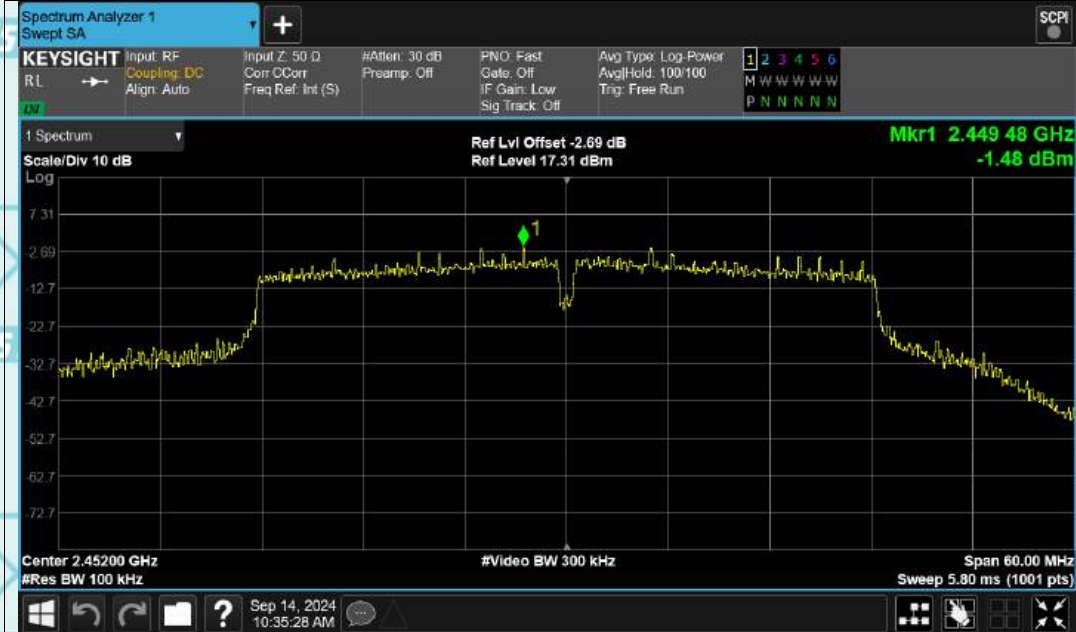 Spectrum Analyzer 1
Swept SA
+
SCPI
KEYSIGHT
RL
LXI
Input: RF
Coupling: DC
Align: Auto
Input Z: 50 Ω
Corr CCorr
Freq Ref: Int (S)
#Atten: 30 dB
Preamp: Off
PNO: Fast
Gate: Off
IF Gain: Low
Sig Track: Off
Avg Type: Log-Power
Avg|Hold: 100/100
Trig: Free Run
1 2 3 4 5 6
M W W W W W
P N N N N N
1 Spectrum
Scale/Div 10 dB
Log
Ref Lvl Offset -2.69 dB
Ref Level 17.31 dBm
Mkr1 2.449 48 GHz
-1.48 dBm
1
7.31
-2.69
-12.7
-22.7
-32.7
-42.7
-52.7
-62.7
-72.7
Center 2.45200 GHz
#Res BW 100 kHz
#Video BW 300 kHz
Span 60.00 MHz
Sweep 5.80 ms (1001 pts)
?
Sep 14, 2024
10:35:28 AM